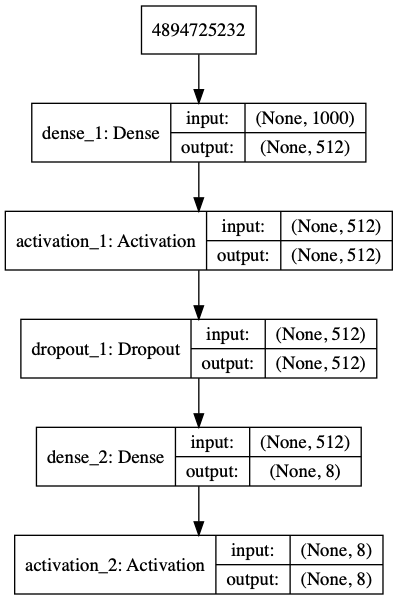 4894725232
dense_1: Dense
input: (None, 1000)
output: (None, 512)
activation_1: Activation
input: (None, 512)
output: (None, 512)
dropout_1: Dropout
input: (None, 512)
output: (None, 512)
dense_2: Dense
input: (None, 512)
output: (None, 8)
activation_2: Activation
input: (None, 8)
output: (None, 8)